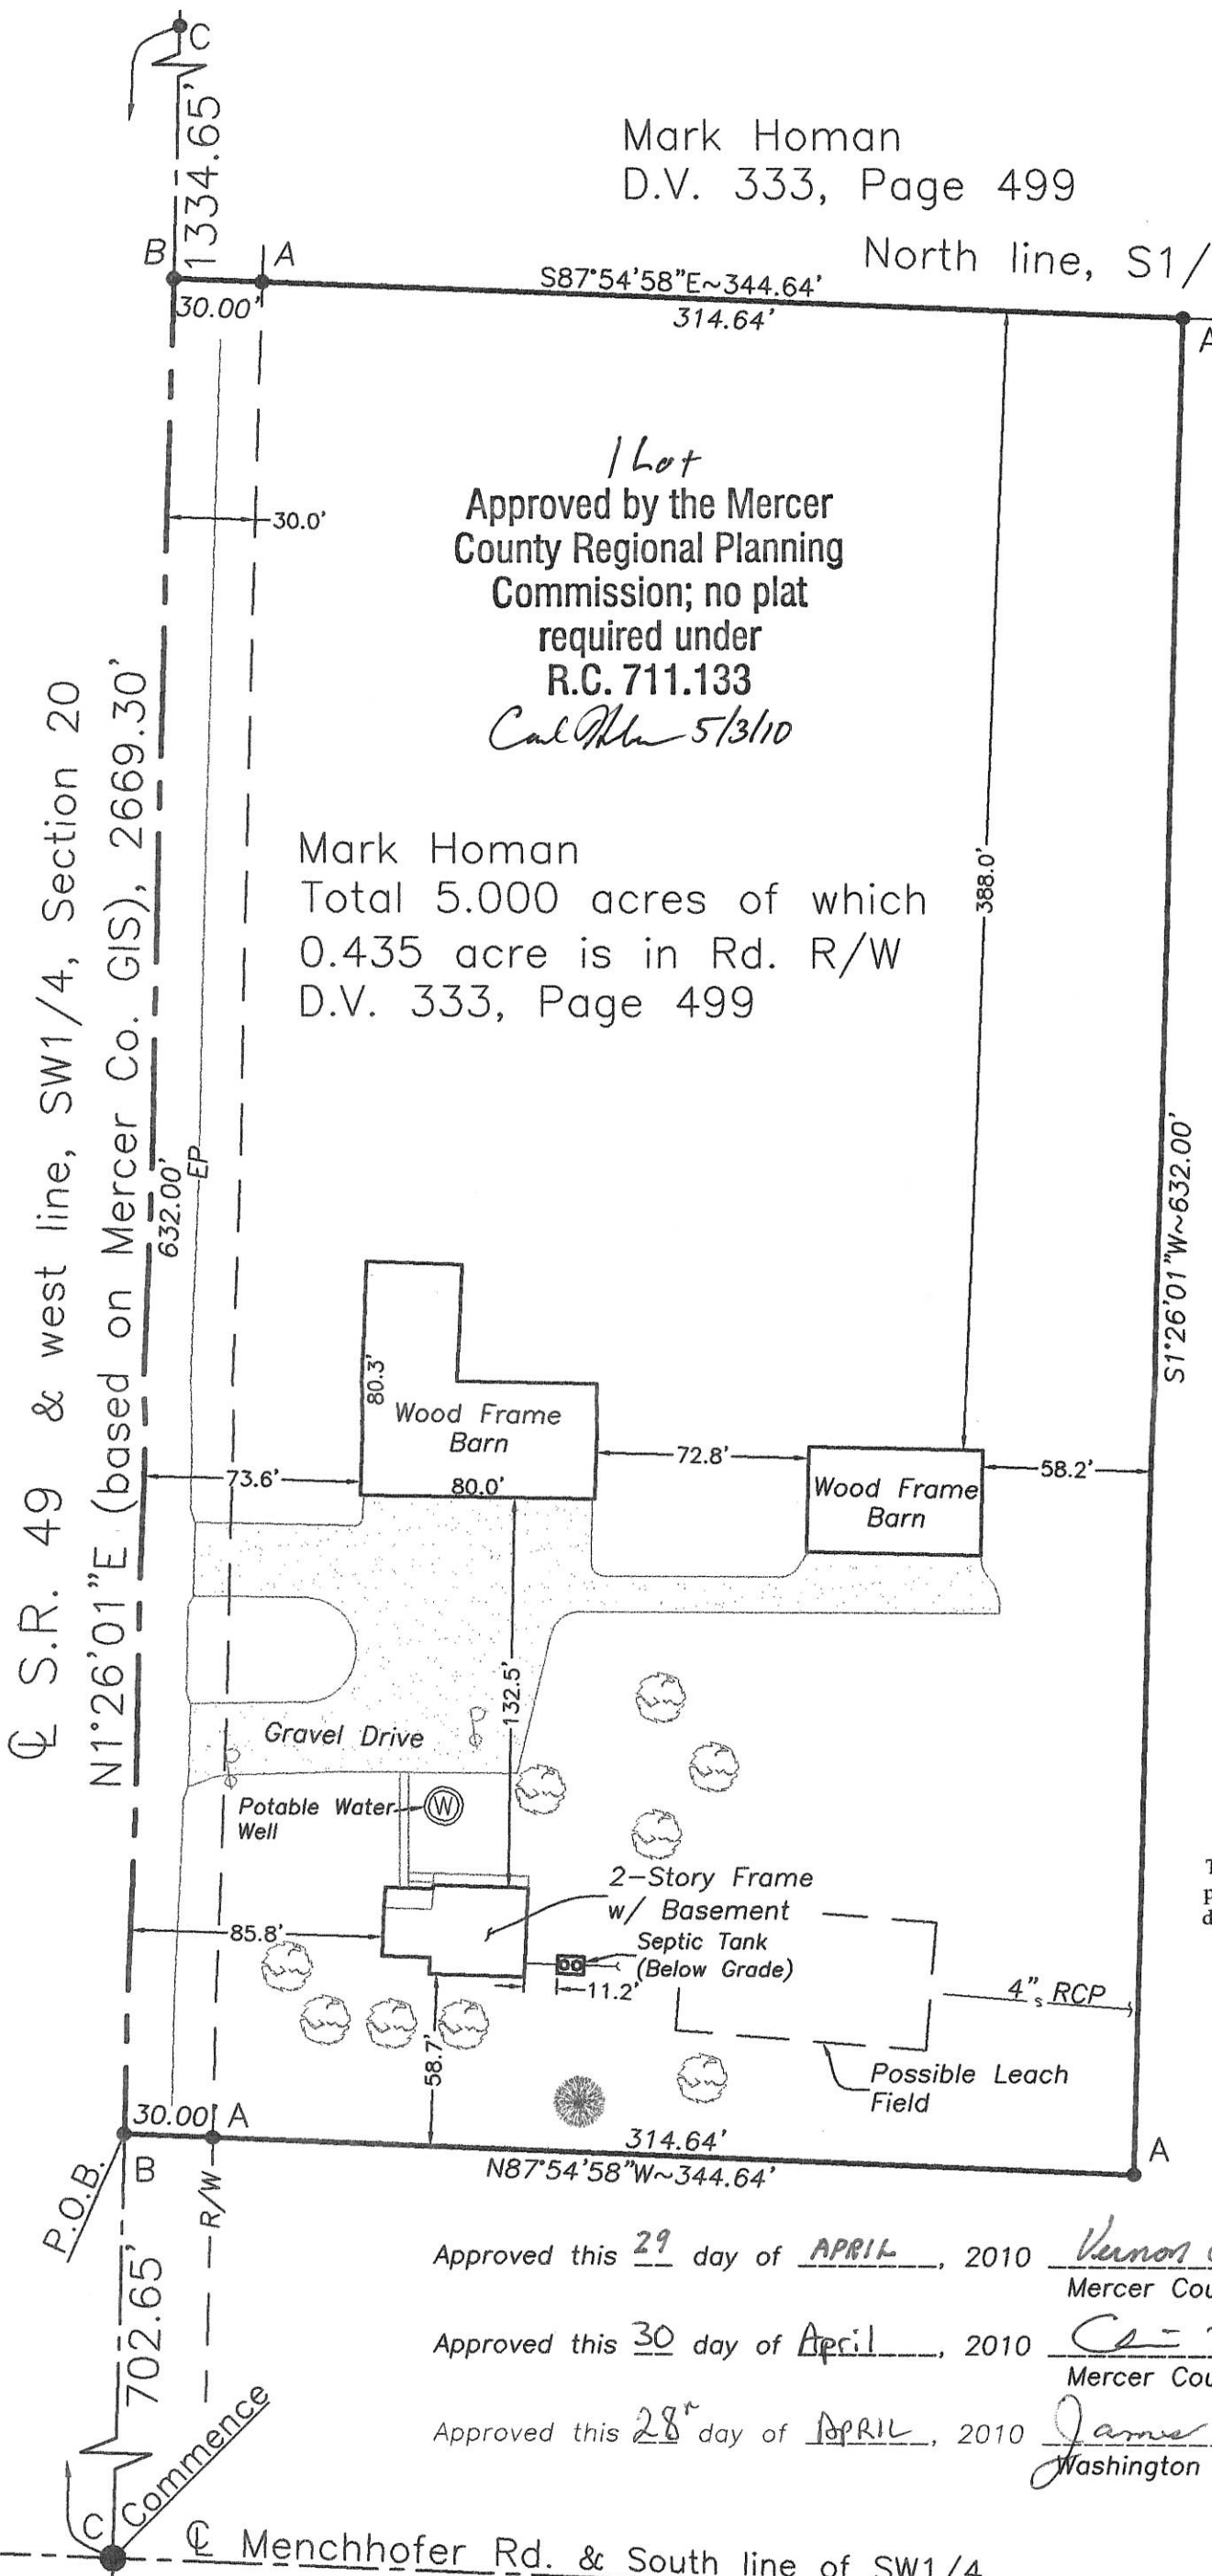 C
1334.65'
Mark Homan
D.V. 333, Page 499
North line, S1/
B
A
S87°54'58"E~344.64'
30.00'
314.64'
A
1 Lot
Approved by the Mercer
County Regional Planning
Commission; no plat
required under
R.C. 711.133
5/3/10
30.0'
388.0'
Mark Homan
Total 5.000 acres of which
0.435 acre is in Rd. R/W
D.V. 333, Page 499
℄ S.R. 49 & west line, SW1/4, Section 20
N1°26'01"E (based on Mercer Co. GIS), 2669.30'
632.00'
EP
S1°26'01"W~632.00'
80.3'
Wood Frame
Barn
80.0'
73.6'
72.8'
Wood Frame
Barn
58.2'
132.5'
Gravel Drive
Potable Water
Well
W
2-Story Frame
w/ Basement
Septic Tank
(Below Grade)
85.8'
11.2'
4"s RCP
58.7'
Possible Leach
Field
T
p
d
30.00'
A
314.64'
N87°54'58"W~344.64'
A
P.O.B.
B
R/W
702.65'
Approved this 29 day of APRIL, 2010 Vernon
Mercer Cou
Approved this 30 day of April, 2010
Mercer Cou
Approved this 28 day of APRIL, 2010 James
Washington
Commence
C
℄ Menchhofer Rd. & South line of SW1/4